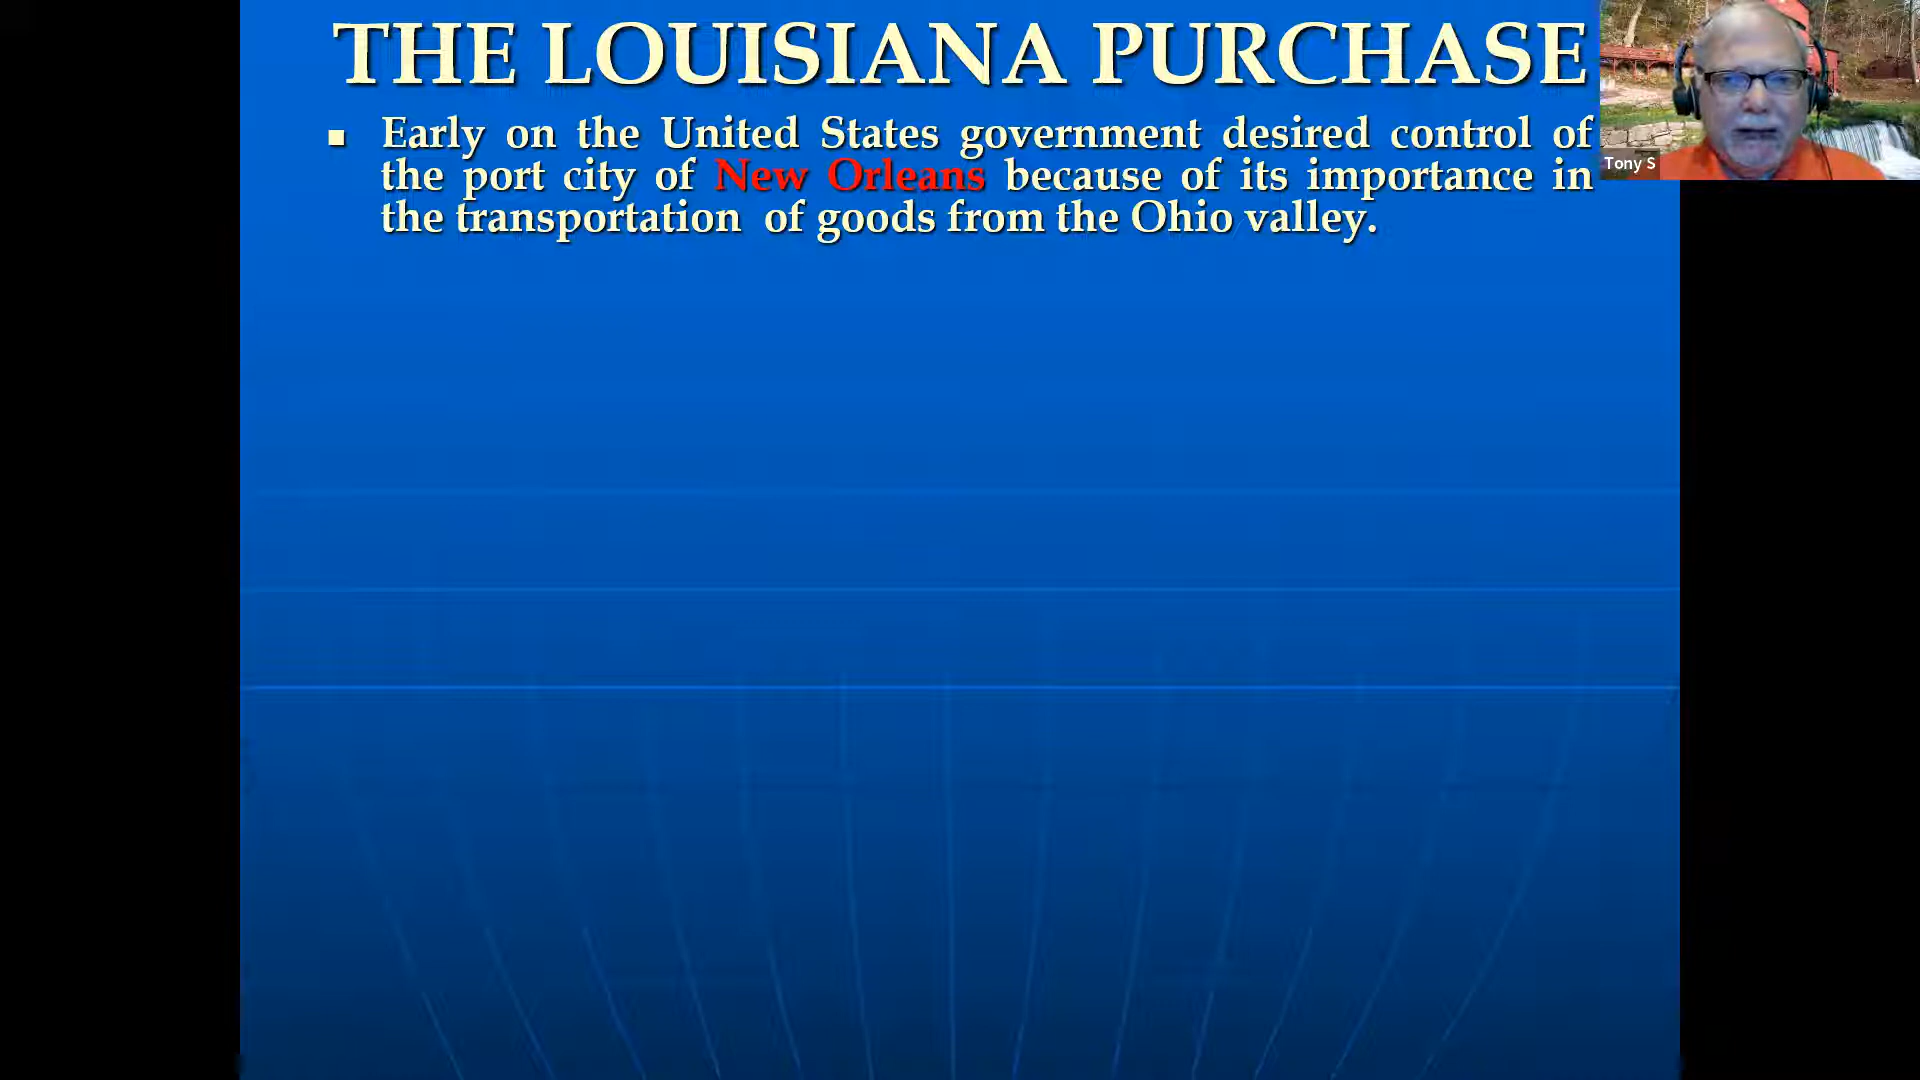 THE LOUISIANA PURCHASE
Early on the United States government desired control of
the port city of New Orleans because of its importance in
the transportation of goods from the Ohio valley.
Tony S